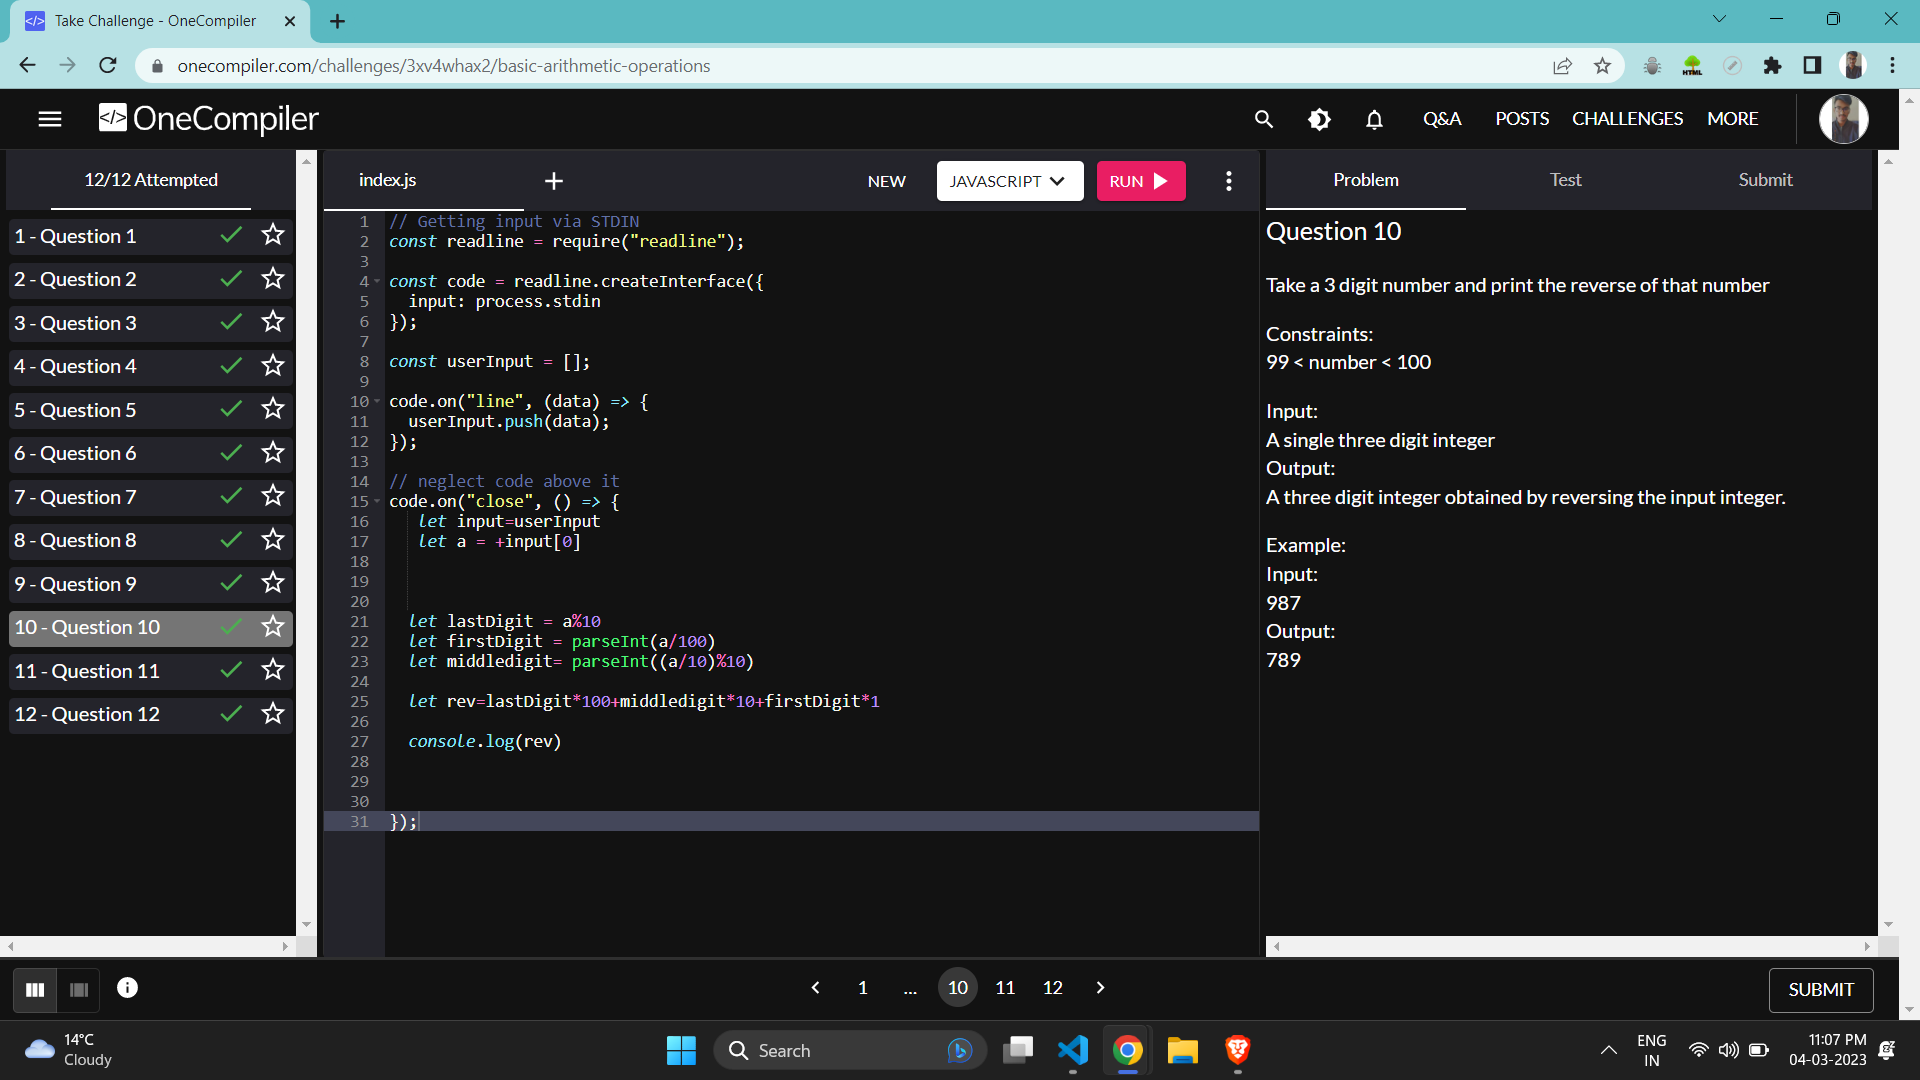 Take Challenge - OneCompiler
onecompiler.com/challenges/3xv4whax2/basic-arithmetic-operations
</> OneCompiler
Q&A POSTS CHALLENGES MORE
12/12 Attempted
1 - Question 1
2 - Question 2
3 - Question 3
4 - Question 4
5 - Question 5
6 - Question 6
7 - Question 7
8 - Question 8
9 - Question 9
10 - Question 10
11 - Question 11
12 - Question 12
index.js NEW JAVASCRIPT RUN
1 // Getting input via STDIN
2 const readline = require("readline");
3
4 const code = readline.createInterface({
5 input: process.stdin
6 });
7
8 const userInput = [];
9
10 code.on("line", (data) => {
11 userInput.push(data);
12 });
13
14 // neglect code above it
15 code.on("close", () => {
16 let input=userInput
17 let a = +input[0]
18
19
20
21 let lastDigit = a%10
22 let firstDigit = parseInt(a/100)
23 let middledigit= parseInt((a/10)%10)
24
25 let rev=lastDigit*100+middledigit*10+firstDigit*1
26
27 console.log(rev)
28
29
30
31 });
Problem Test Submit
Question 10
Take a 3 digit number and print the reverse of that number
Constraints:
99 < number < 100
Input:
A single three digit integer
Output:
A three digit integer obtained by reversing the input integer.
Example:
Input:
987
Output:
789
1 ... 10 11 12
SUBMIT
14°C
Cloudy
Search
ENG
IN
11:07 PM
04-03-2023